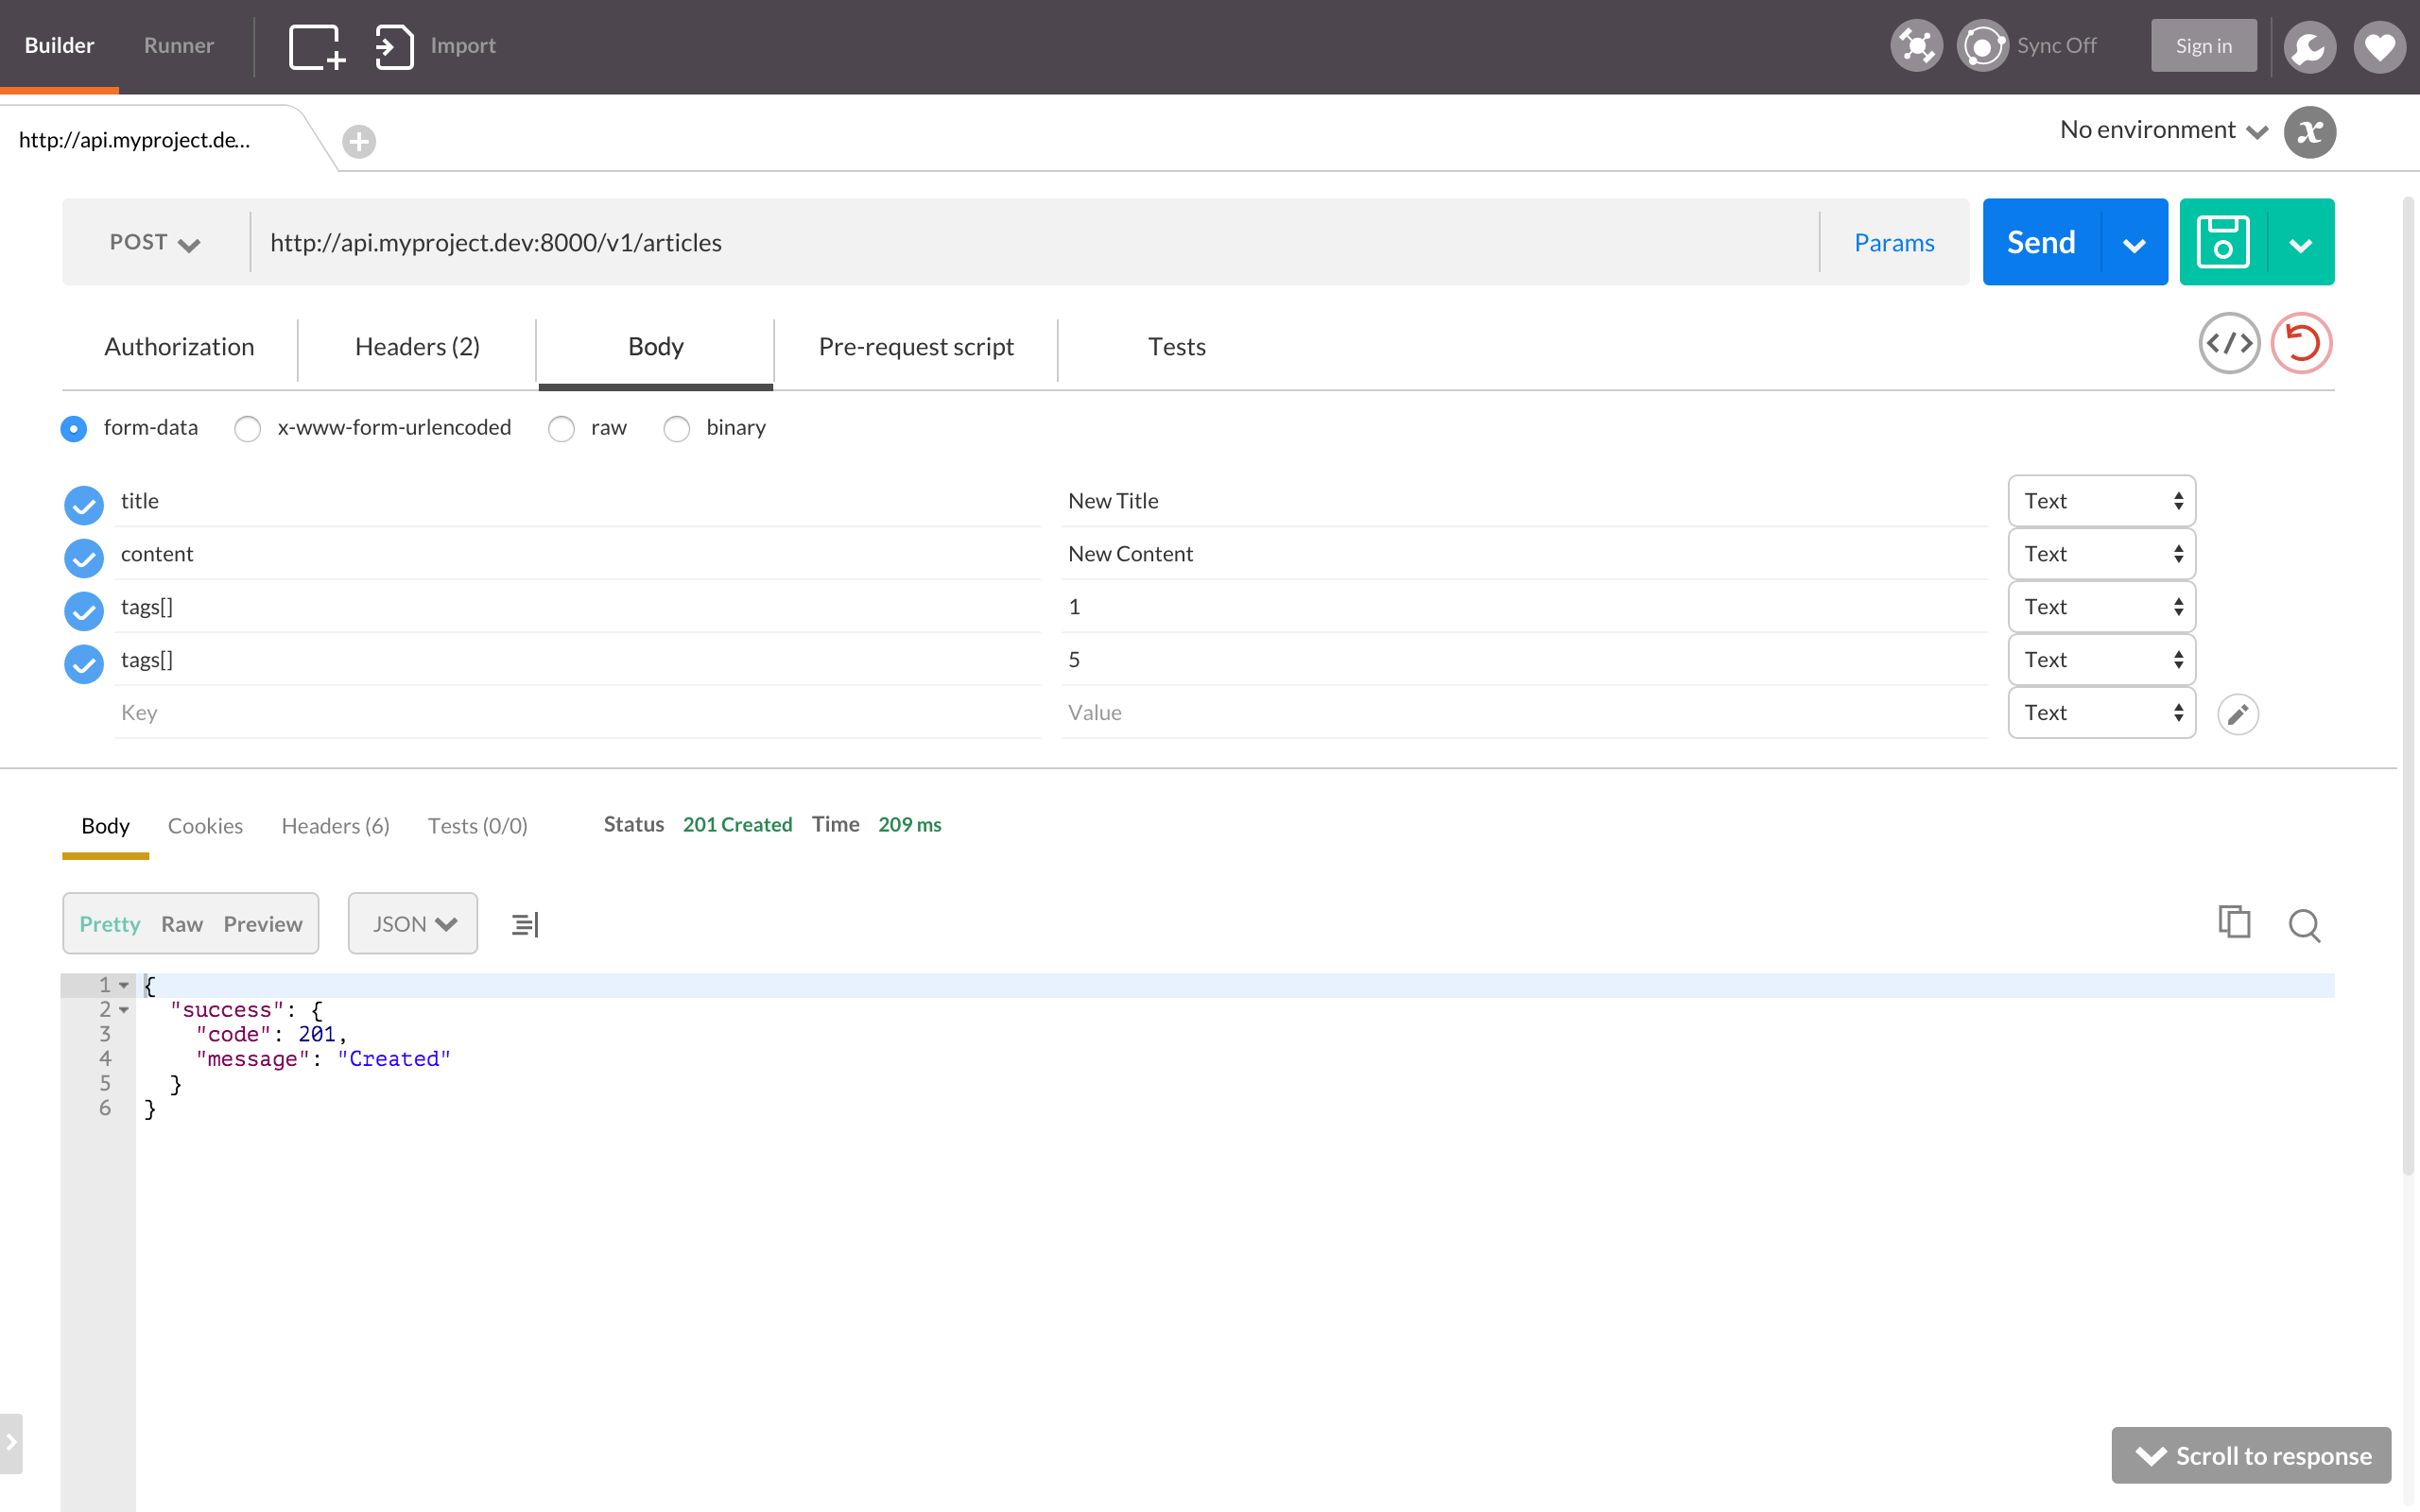 Builder Runner Import Sync Off Sign in
http://api.myproject.de... No environment x
POST http://api.myproject.dev:8000/v1/articles Params Send
Authorization Headers (2) Body Pre-request script Tests </>
form-data x-www-form-urlencoded raw binary
title New Title Text
content New Content Text
tags[] 1 Text
tags[] 5 Text
Key Value Text
Body Cookies Headers (6) Tests (0/0) Status 201 Created Time 209 ms
Pretty Raw Preview JSON
1 {
2 "success": {
3 "code": 201,
4 "message": "Created"
5 }
6 }
Scroll to response